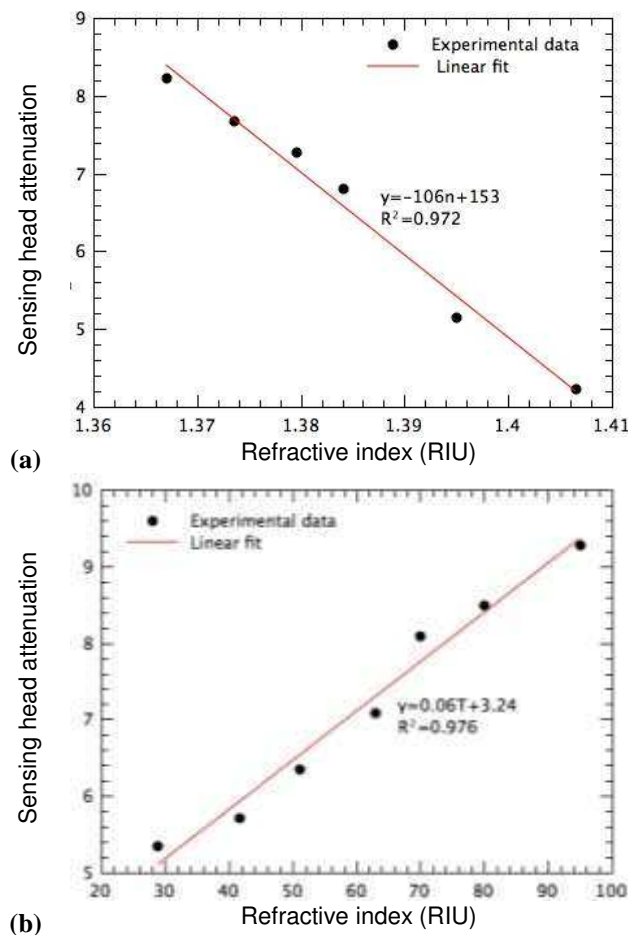 9
8
7
6
5
4
Sensing head attenuation
Experimental data
Linear fit
y=-106n+153
R²=0.972
1.36 1.37 1.38 1.39 1.4 1.41
Refractive index (RIU)
(a)
10
9
8
7
6
5
Sensing head attenuation
Experimental data
Linear fit
y=0.06T+3.24
R²=0.976
20 30 40 50 60 70 80 90 100
Refractive index (RIU)
(b)